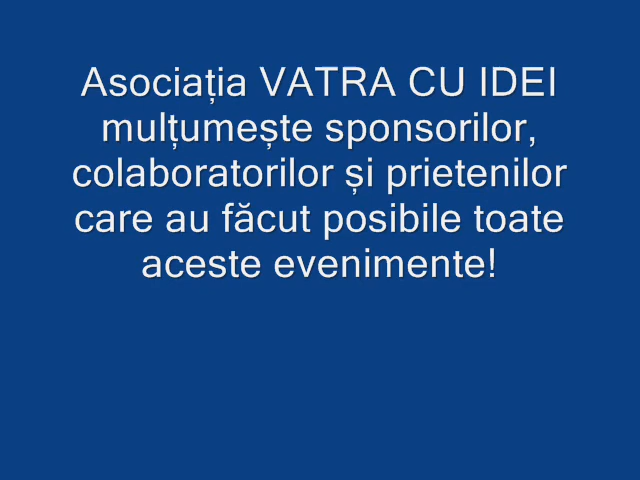 Asociația VATRA CU IDEI
mulțumește sponsorilor,
colaboratorilor și prietenilor
care au făcut posibile toate
aceste evenimente!